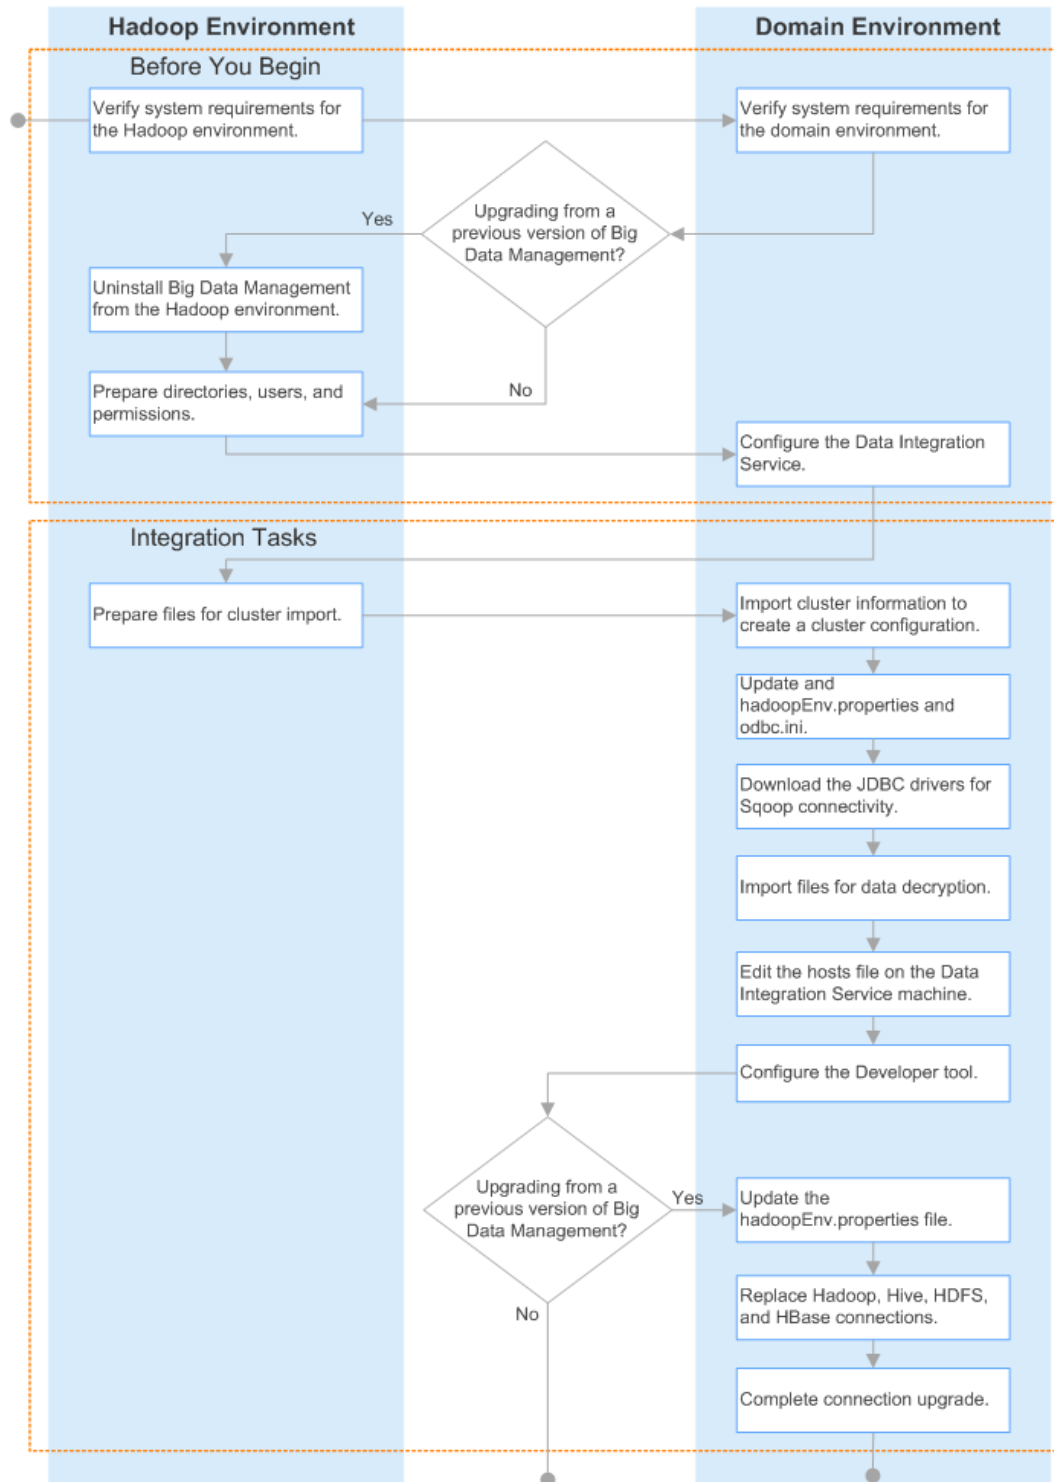 Hadoop Environment
Domain Environment
Before You Begin
Verify system requirements for
the Hadoop environment.
Verify system requirements for
the domain environment.
Upgrading from a
previous version of Big
Data Management?
Yes
Uninstall Big Data Management
from the Hadoop environment.
No
Prepare directories, users, and
permissions.
Configure the Data Integration
Service.
Integration Tasks
Prepare files for cluster import.
Import cluster information to
create a cluster configuration.
Update and
hadoopEnv.properties and
odbc.ini.
Download the JDBC drivers for
Sqoop connectivity.
Import files for data decryption.
Edit the hosts file on the Data
Integration Service machine.
Configure the Developer tool.
Upgrading from a
previous version of Big
Data Management?
Yes
Update the
hadoopEnv.properties file.
Replace Hadoop, Hive, HDFS,
and HBase connections.
No
Complete connection upgrade.